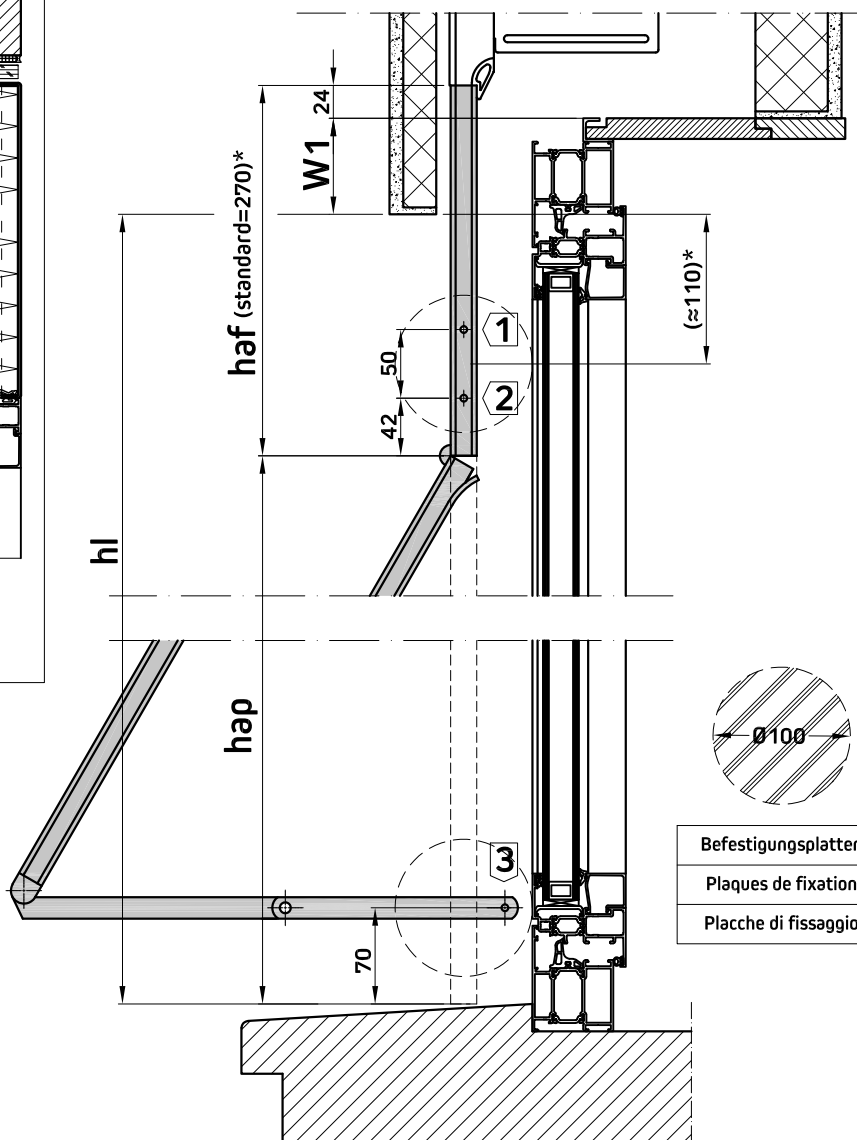 24
W1
haf (standard=270)*
(≈110)*
1
50
2
42
hl
hap
Ø100
3
Befestigungsplatten
Plaques de fixation
Placche di fissaggio
70